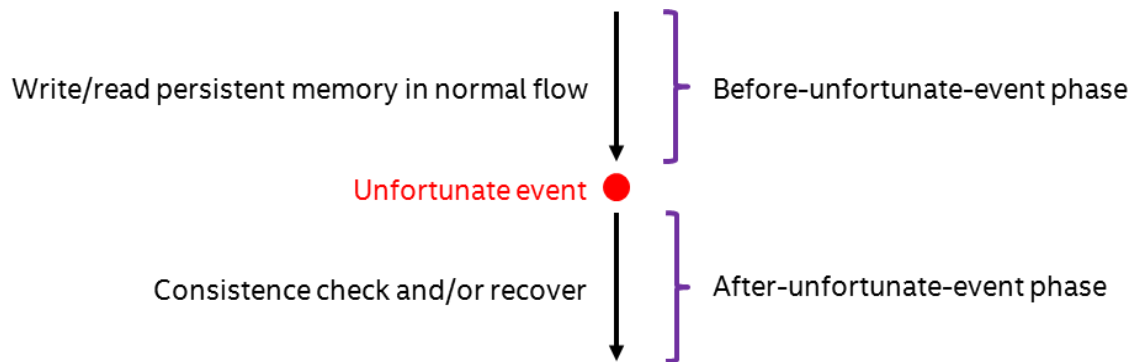 Write/read persistent memory in normal flow
Before-unfortunate-event phase
Unfortunate event
Consistence check and/or recover
After-unfortunate-event phase